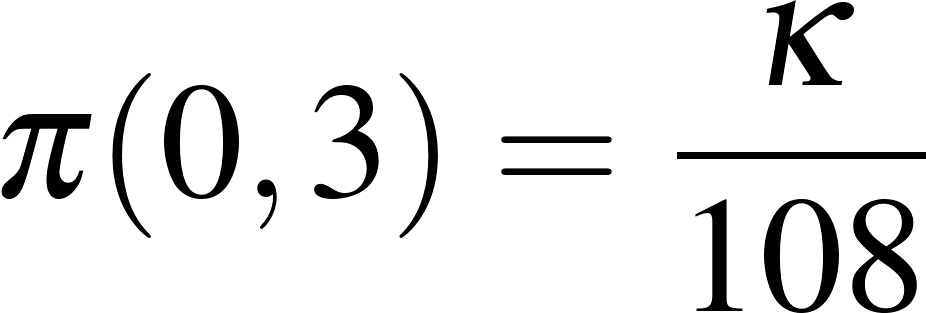 π(0,3) = κ/108